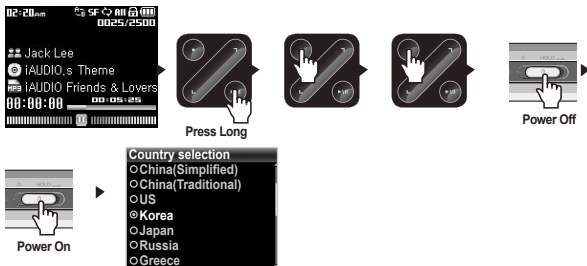 02:20AM SF All
0025/2500
Jack Lee
iAUDIO,s Theme
iAUDIO Friends & Lovers
00:00:00 00:05:25
Press Long
HOLD
Power Off
HOLD
Power On
Country selection
China(Simplified)
China(Traditional)
US
Korea
Japan
Russia
Greece